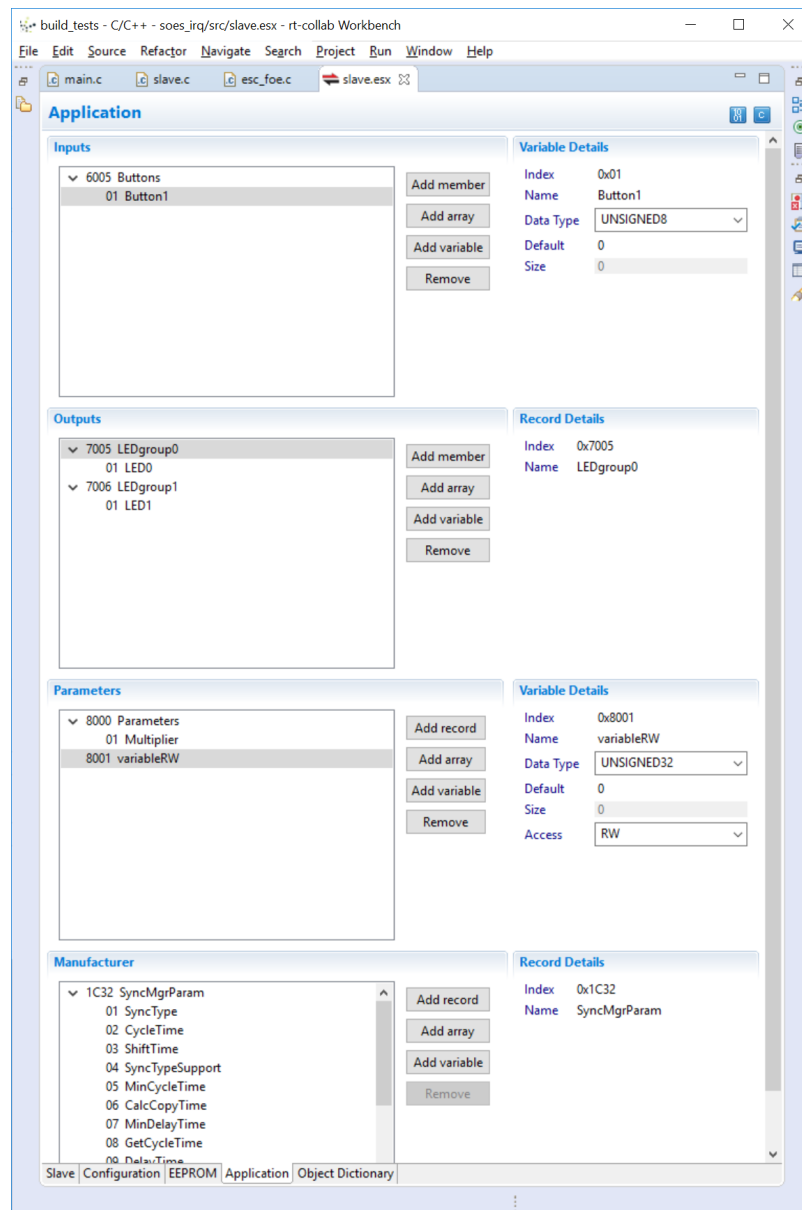 build_tests - C/C++ - soes_irq/src/slave.esx - rt-collab Workbench
File Edit Source Refactor Navigate Search Project Run Window Help
main.c slave.c esc_foe.c slave.esx
Application
Inputs
6005 Buttons
01 Button1
Add member
Add array
Add variable
Remove
Variable Details
Index 0x01
Name Button1
Data Type UNSIGNED8
Default 0
Size 0
Outputs
7005 LEDgroup0
01 LED0
7006 LEDgroup1
01 LED1
Add member
Add array
Add variable
Remove
Record Details
Index 0x7005
Name LEDgroup0
Parameters
8000 Parameters
01 Multiplier
8001 variableRW
Add record
Add array
Add variable
Remove
Variable Details
Index 0x8001
Name variableRW
Data Type UNSIGNED32
Default 0
Size 0
Access RW
Manufacturer
1C32 SyncMgrParam
01 SyncType
02 CycleTime
03 ShiftTime
04 SyncTypeSupport
05 MinCycleTime
06 CalcCopyTime
07 MinDelayTime
08 GetCycleTime
09 DelayTime
Add record
Add array
Add variable
Remove
Record Details
Index 0x1C32
Name SyncMgrParam
Slave Configuration EEPROM Application Object Dictionary